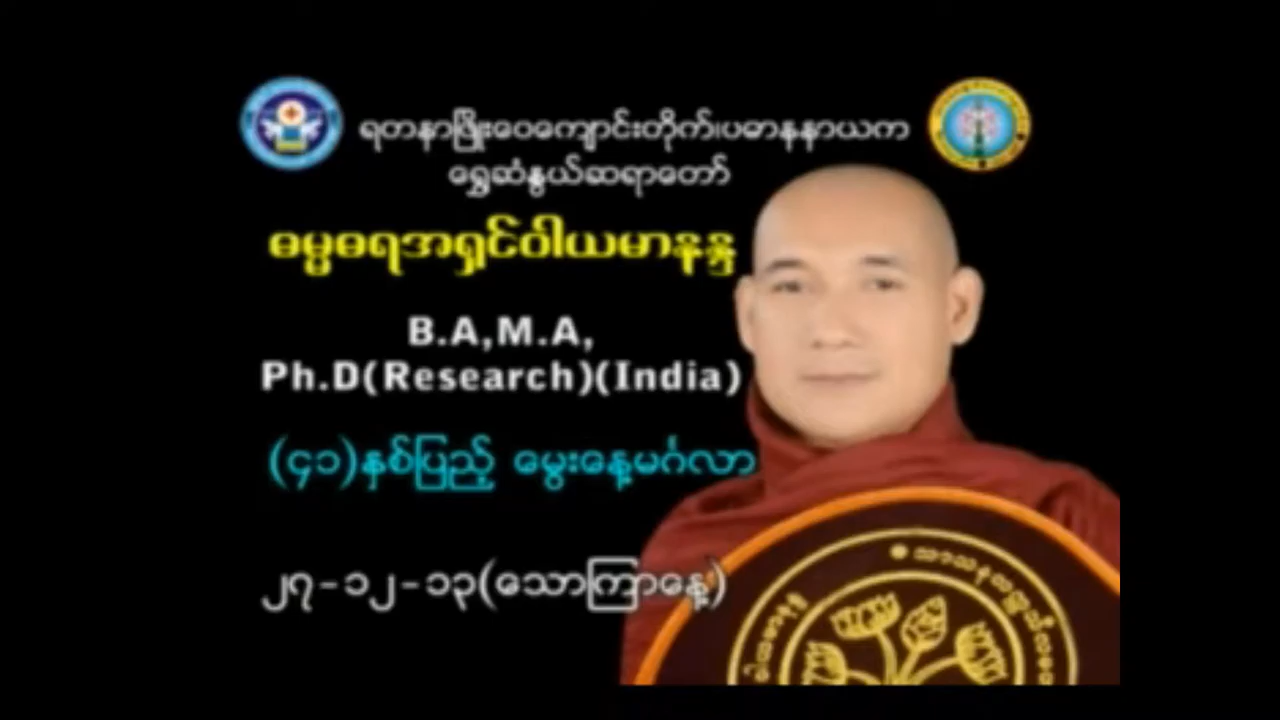 ရတနာဖြိုးဝေကျောင်းတိုက်၊ပဓာနနာယက
ရွှေဆံနွယ်ဆရာတော်
ဓမ္မဓရအရှင်ဝါယမာနန္ဒ
B.A,M.A,
Ph.D(Research)(India)
(၄၁)နှစ်ပြည့် မွေးနေ့မင်္ဂလာ
၂၇-၁၂-၁၃(သောကြာနေ့)